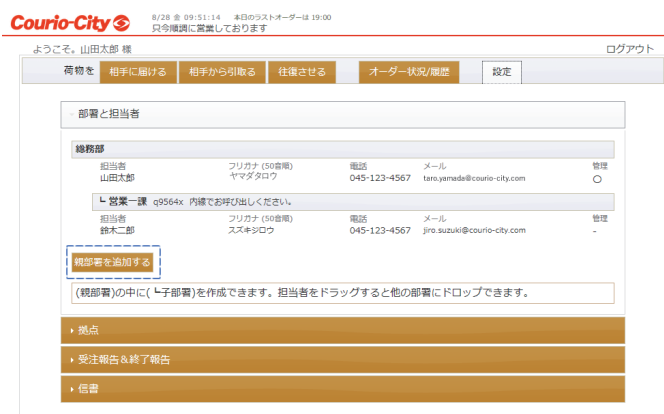 Courio-City
8/28 金 09:51:14 本日のラストオーダーは 19:00
只今順調に営業しております
ようこそ。山田太郎 様 ログアウト
荷物を 相手に届ける 相手から引取る 往復させる オーダー状況/履歴 設定
- 部署と担当者
総務部
担当者 フリガナ (50音順) 電話 メール 管理
山田太郎 ヤマダタロウ 045-123-4567 taro.yamada@courio-city.com ○
┗ 営業一課 q9564x 内線でお呼び出しください。
担当者 フリガナ (50音順) 電話 メール 管理
鈴木二郎 スズキジロウ 045-123-4567 jiro.suzuki@courio-city.com -
親部署を追加する
(親部署)の中に(┗子部署)を作成できます。担当者をドラッグすると他の部署にドロップできます。
› 拠点
› 受注報告&終了報告
› 信書